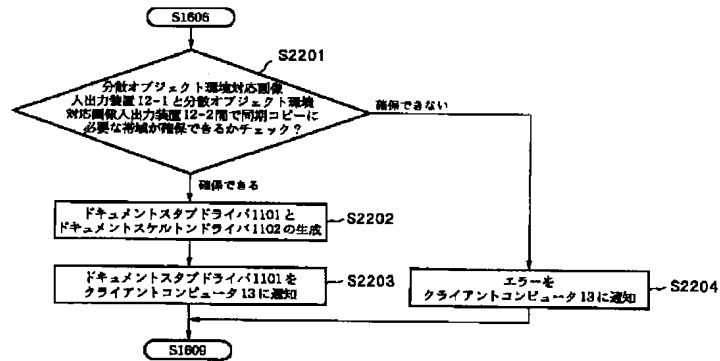 S1606
S2201
分散オブジェクト環境対応画像
入出力装置12-1と分散オブジェクト環境
対応画像入出力装置12-2間で同期コピーに
必要な帯域が確保できるかチェック？
確保できない
確保できる
ドキュメントスタブドライバ1101と
ドキュメントスケルトンドライバ1102の生成
S2202
ドキュメントスタブドライバ1101を
クライアントコンピュータ13に通知
S2203
エラーを
クライアントコンピュータ13に通知
S2204
S1609